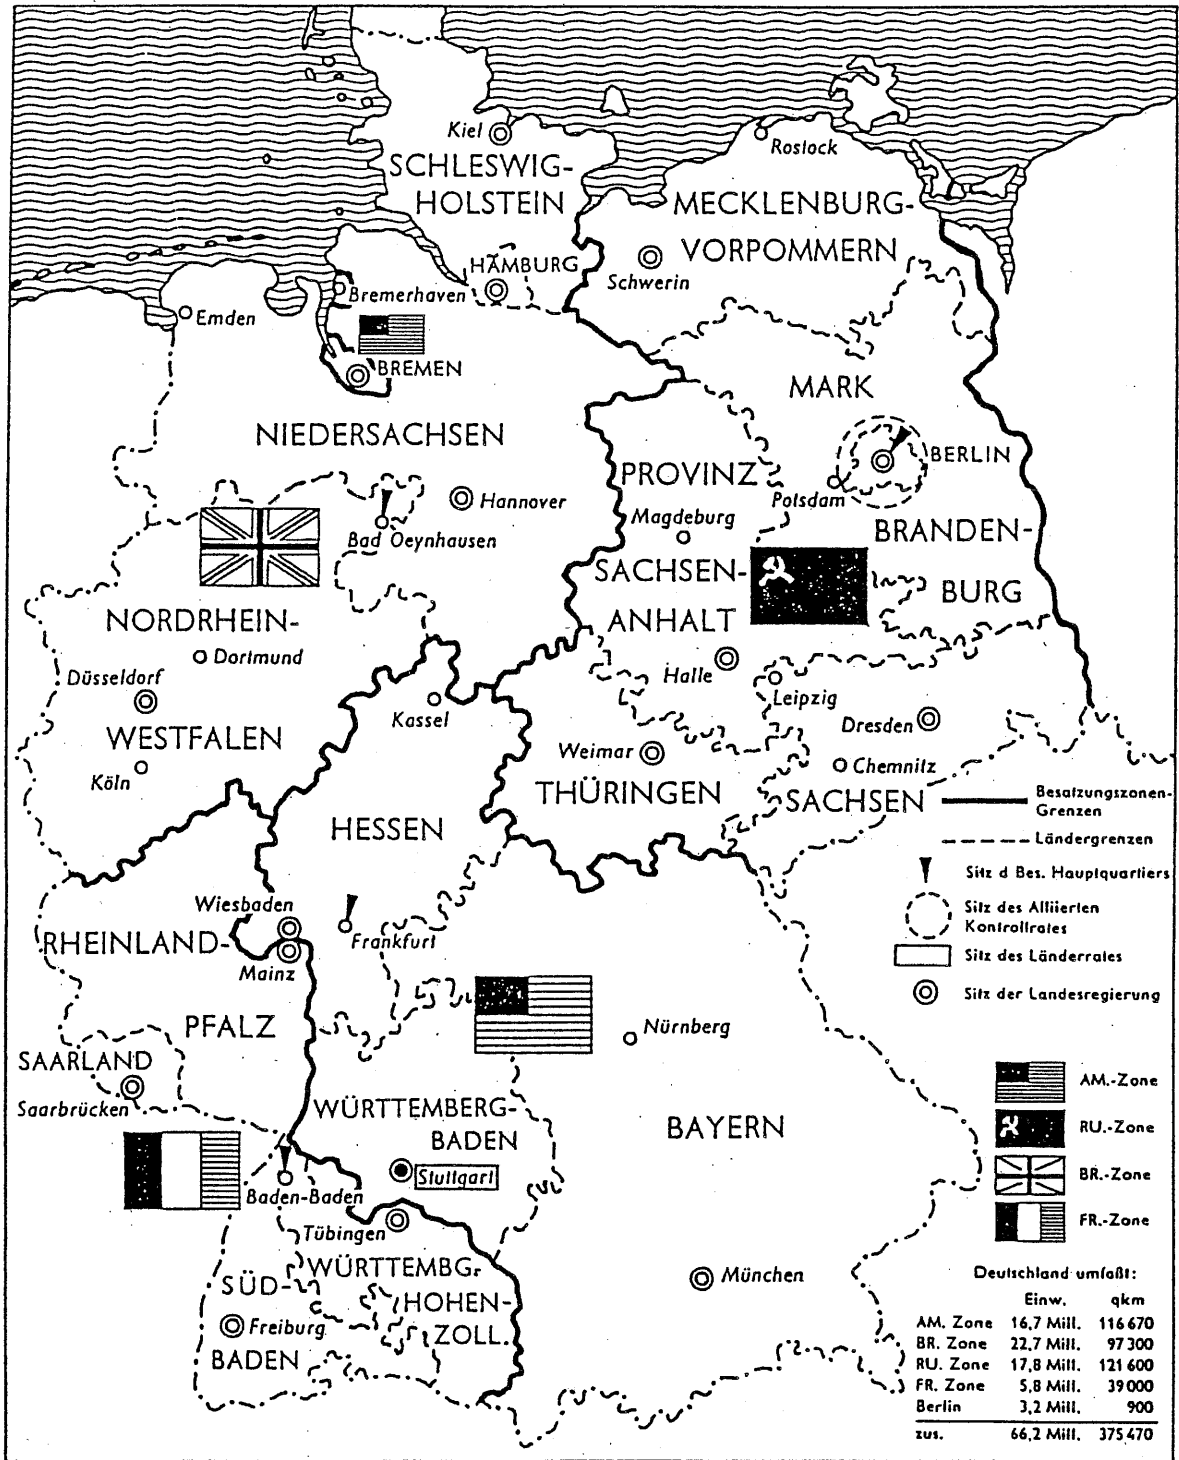 Kiel
Rostock
SCHLESWIG-
HOLSTEIN
MECKLENBURG-
VORPOMMERN
HAMBURG
Schwerin
Bremerhaven
Emden
BREMEN
MARK
NIEDERSACHSEN
BERLIN
PROVINZ
Potsdam
Hannover
Magdeburg
Bad Oeynhausen
BRANDEN-
SACHSEN-
BURG
NORDRHEIN-
ANHALT
Dortmund
Halle
Düsseldorf
Leipzig
Kassel
Dresden
WESTFALEN
Weimar
Köln
Chemnitz
THÜRINGEN
SACHSEN
HESSEN
Wiesbaden
Frankfurt
RHEINLAND-
Mainz
PFALZ
Nürnberg
SAARLAND
Saarbrücken
WÜRTTEMBERG-
BADEN
BAYERN
Stuttgart
Baden-Baden
Tübingen
WÜRTTEMBG.-
HOHEN-
ZOLL.
SÜD-
BADEN
Freiburg
München
Besatzungszonen-
Grenzen
Ländergrenzen
Sitz d Bes. Hauptquartiers
Sitz des Alliierten
Kontrollrates
Sitz des Länderrates
Sitz der Landesregierung
AM.-Zone
RU.-Zone
BR.-Zone
FR.-Zone
Deutschland umfaßt:
Einw. qkm
AM. Zone 16,7 Mill. 116 670
BR. Zone 22,7 Mill. 97 300
RU. Zone 17,8 Mill. 121 600
FR. Zone 5,8 Mill. 39 000
Berlin 3,2 Mill. 900
zus. 66,2 Mill. 375 470